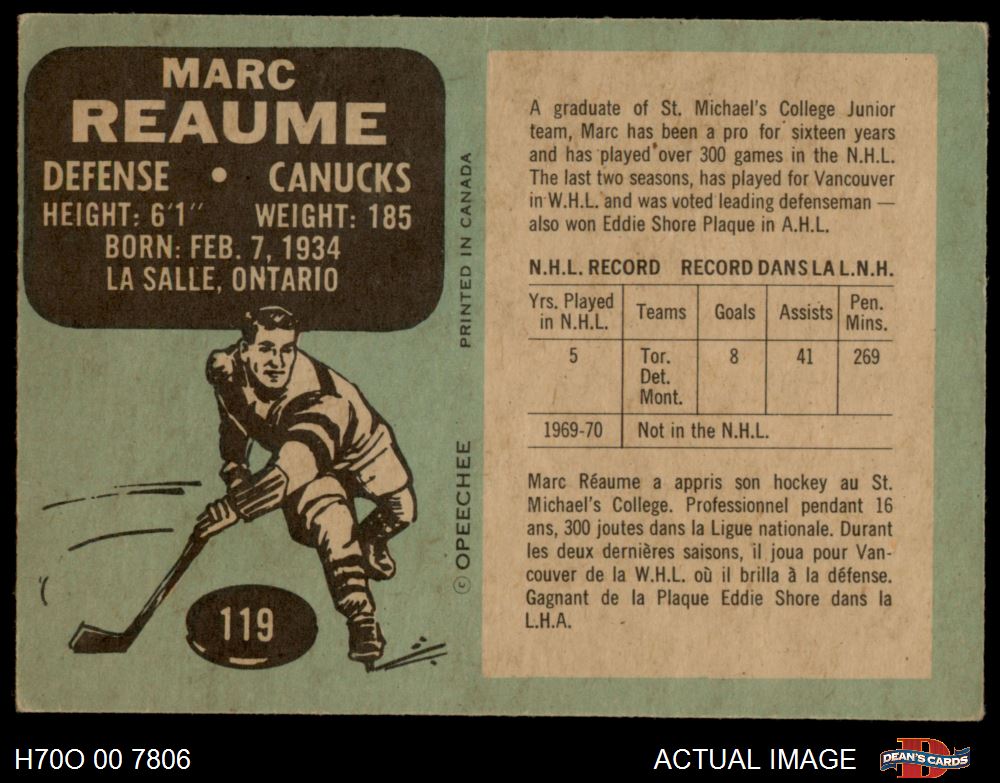 MARC
REAUME
DEFENSE • CANUCKS
HEIGHT: 6'1" WEIGHT: 185
BORN: FEB. 7, 1934
LA SALLE, ONTARIO
119
© OPEECHEE PRINTED IN CANADA
A graduate of St. Michael's College Junior
team, Marc has been a pro for sixteen years
and has played over 300 games in the N.H.L.
The last two seasons, has played for Vancouver
in W.H.L. and was voted leading defenseman —
also won Eddie Shore Plaque in A.H.L.
N.H.L. RECORD RECORD DANS LA L.N.H.
Yrs. Played Teams Goals Assists Pen.
in N.H.L. Mins.
5 Tor. 8 41 269
Det.
Mont.
1969-70 Not in the N.H.L.
Marc Réaume a appris son hockey au St.
Michael's College. Professionnel pendant 16
ans, 300 joutes dans la Ligue nationale. Durant
les deux dernières saisons, il joua pour Van-
couver de la W.H.L. où il brilla à la défense.
Gagnant de la Plaque Eddie Shore dans la
L.H.A.
H70O 00 7806 ACTUAL IMAGE DEAN'S CARDS